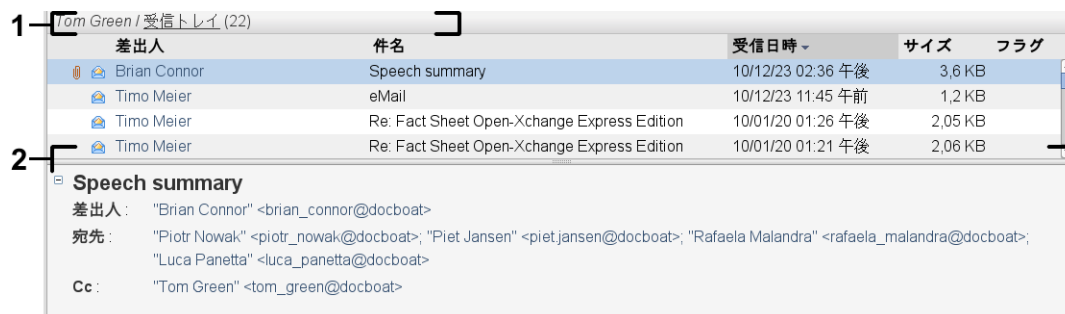 1 Tom Green / 受信トレイ (22)
差出人 件名 受信日時 サイズ フラグ
Brian Connor Speech summary 10/12/23 02:36 午後 3,6 KB
Timo Meier eMail 10/12/23 11:45 午前 1,2 KB
Timo Meier Re: Fact Sheet Open-Xchange Express Edition 10/01/20 01:26 午後 2,05 KB
Timo Meier Re: Fact Sheet Open-Xchange Express Edition 10/01/20 01:21 午後 2,06 KB
2
Speech summary
差出人 : "Brian Connor" <brian_connor@docboat>
宛先 : "Piotr Nowak" <piotr_nowak@docboat>; "Piet Jansen" <piet.jansen@docboat>; "Rafaela Malandra" <rafaela_malandra@docboat>;
"Luca Panetta" <luca_panetta@docboat>
Cc : "Tom Green" <tom_green@docboat>